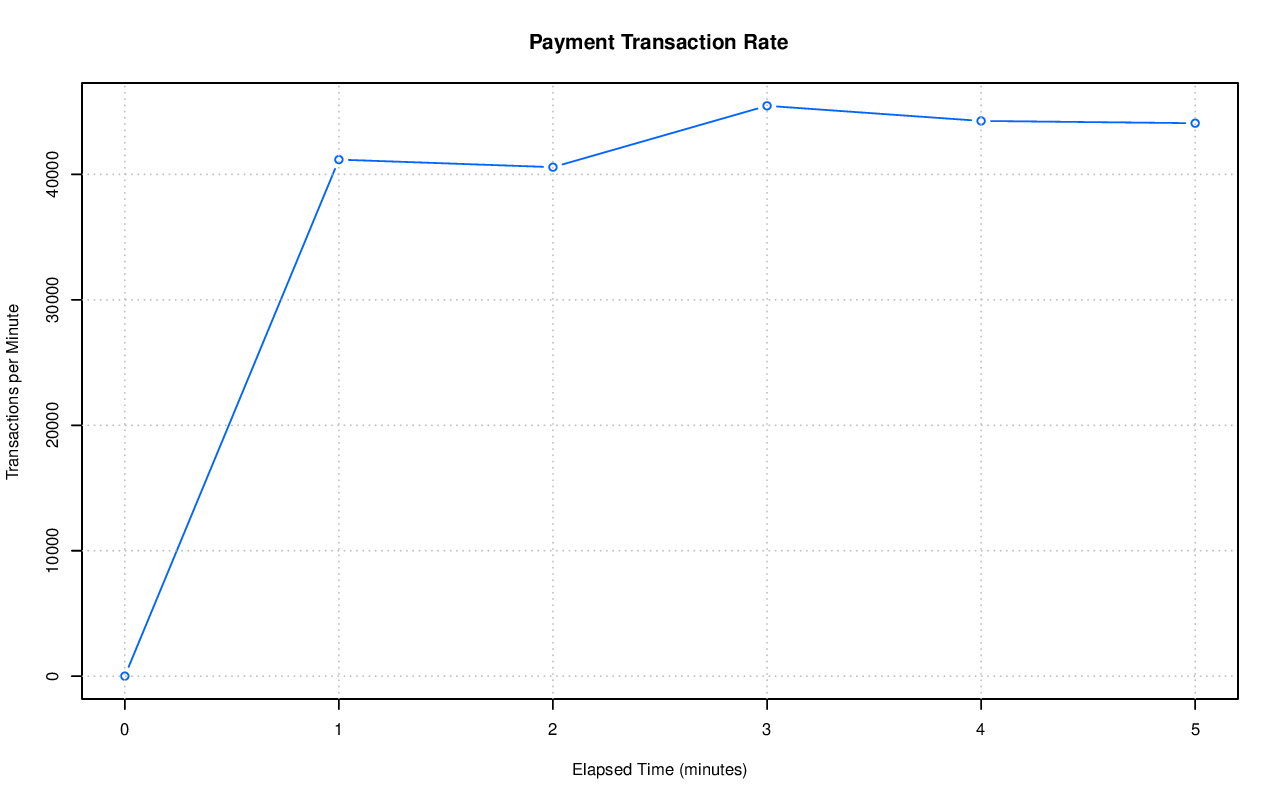 Payment Transaction Rate
Transactions per Minute
40000
30000
20000
10000
0
0 1 2 3 4 5
Elapsed Time (minutes)